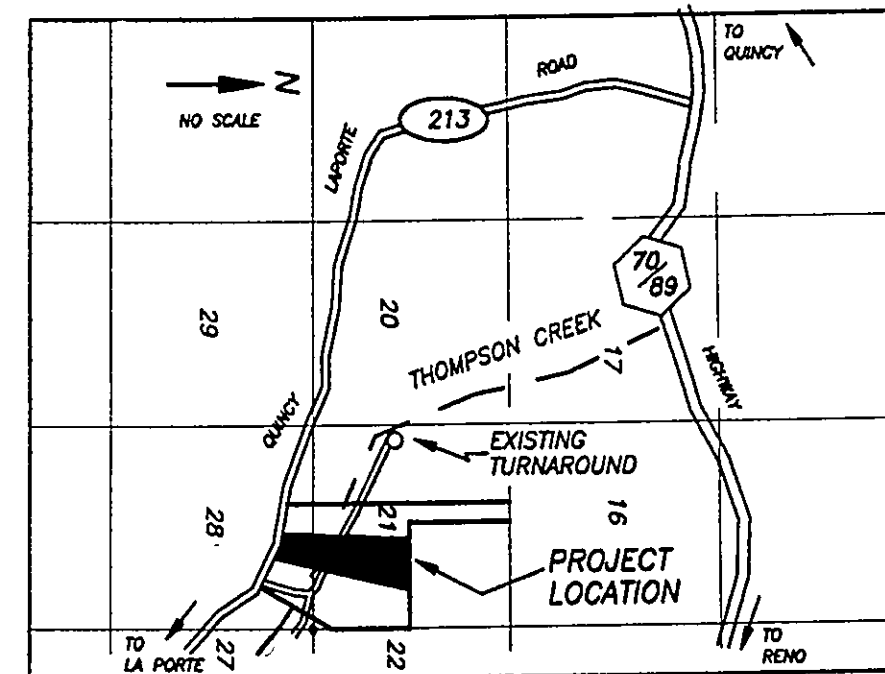 TO
QUINCY
ROAD
N
NO SCALE
213
LAPORTE
70/89
20
29
THOMPSON CREEK
17
HIGHWAY
QUINCY
EXISTING
TURNAROUND
21
28
16
PROJECT
LOCATION
TO
LA PORTE
27
22
TO
RENO